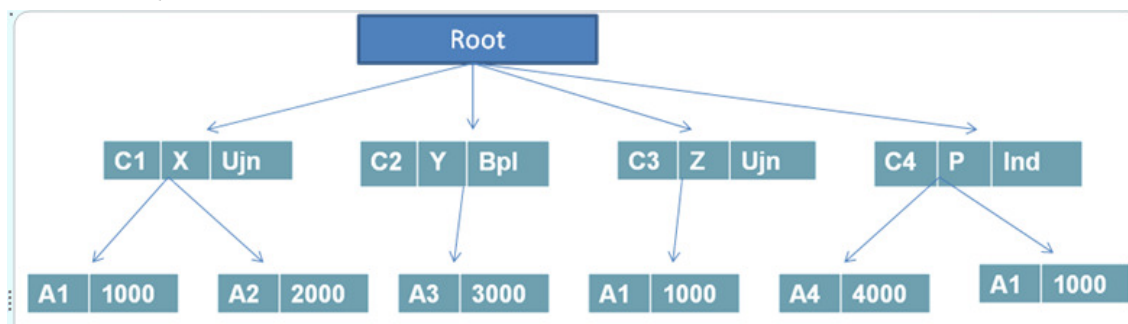 Root
C1 X Ujn
C2 Y Bpl
C3 Z Ujn
C4 P Ind
A1 1000
A2 2000
A3 3000
A1 1000
A4 4000
A1 1000